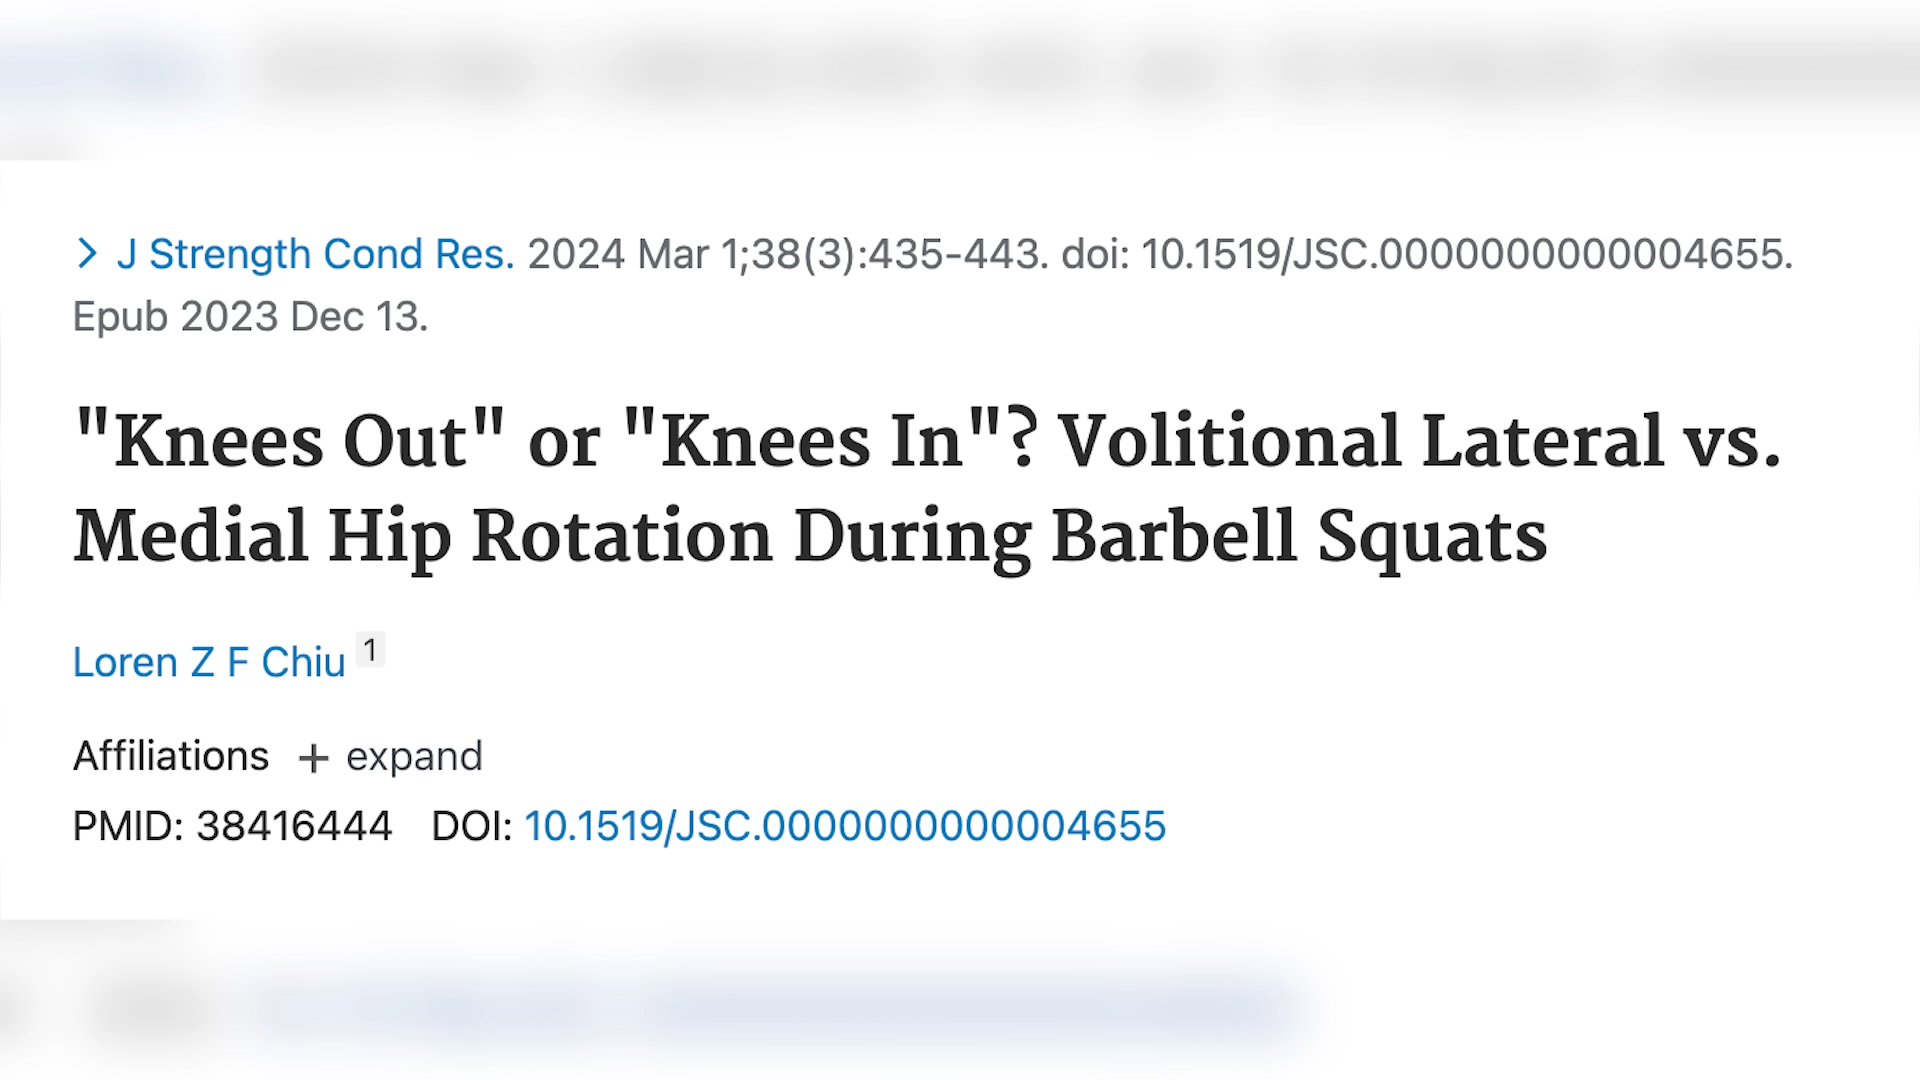 > J Strength Cond Res. 2024 Mar 1;38(3):435-443. doi: 10.1519/JSC.0000000000004655.
Epub 2023 Dec 13.
"Knees Out" or "Knees In"? Volitional Lateral vs.
Medial Hip Rotation During Barbell Squats
Loren Z F Chiu 1
Affiliations + expand
PMID: 38416444 DOI: 10.1519/JSC.0000000000004655